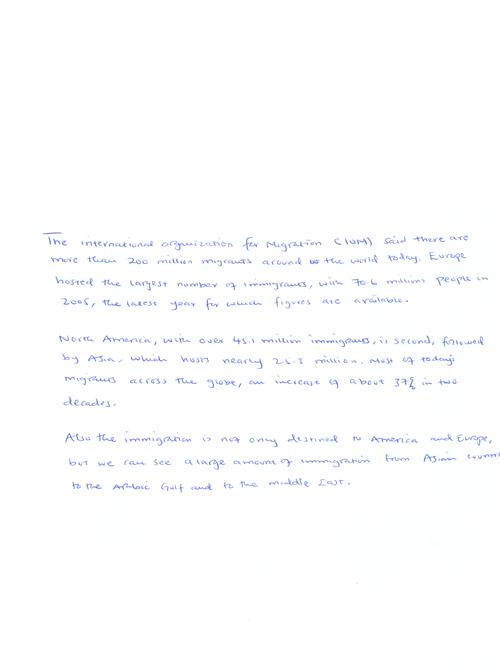 The international organization for Migration (IOM) said there are
more than 200 million migrants around the world today. Europe
hosted the largest number of immigrants, with 70.6 millions people in
2005, the latest year for which figures are available.
North America, with over 45.1 million immigrants, is second, followed
by Asia, which hosts nearly 25.3 million. Most of today's
migrants across the globe, an increase of about 37% in two
decades.
Also the immigration is not only destined to America and Europe,
but we can see a large amount of immigration from Asian
to the Arbic Gulf and to the middle East.